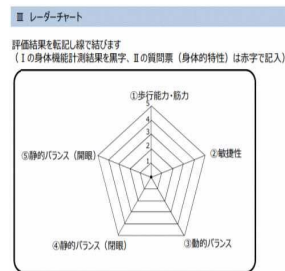 Ⅲ レーダーチャート
評価結果を転記し線で結びます
（Ⅰの身体機能計測結果を黒字、Ⅱの質問票（身体的特性）は赤字で記入）
①歩行能力・筋力
5
4
3
2
1
⑤静的バランス（開眼）
②敏捷性
④静的バランス（閉眼）
③動的バランス